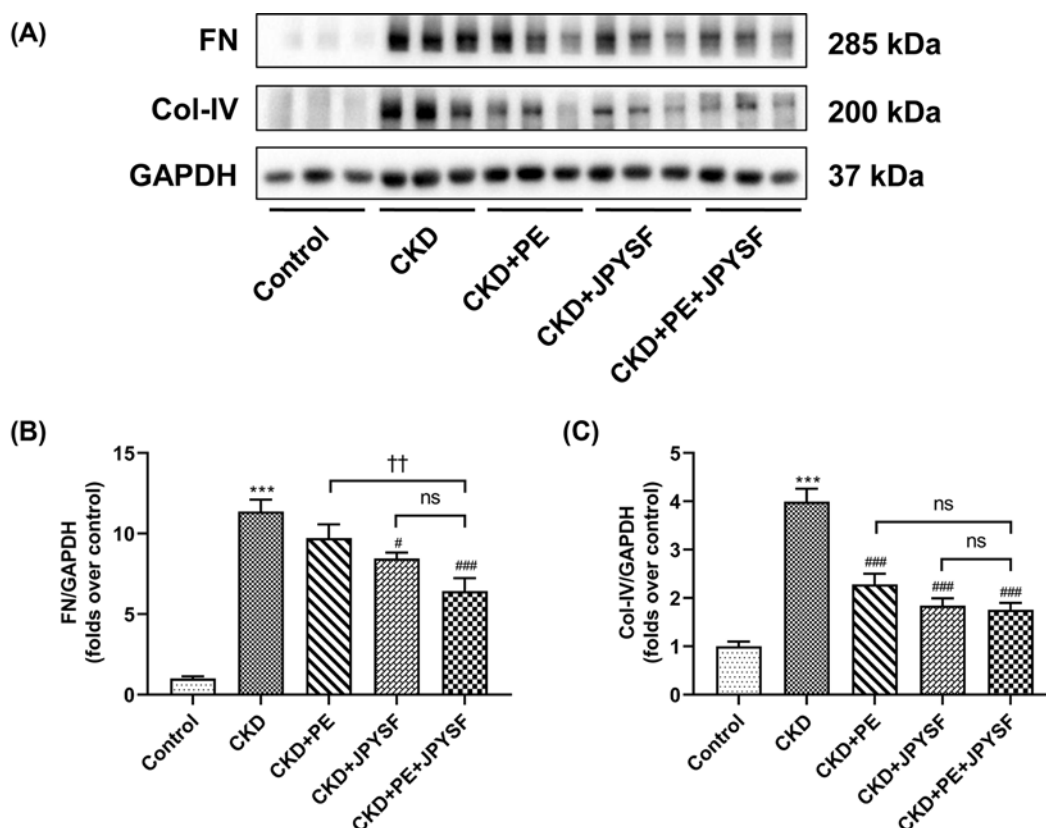 (A)
FN
285 kDa
Col-IV
200 kDa
GAPDH
37 kDa
Control
CKD
CKD+PE
CKD+JPYSF
CKD+PE+JPYSF
(B)
FN/GAPDH
(folds over control)
15
10
5
0
***
††
ns
#
###
Control
CKD
CKD+PE
CKD+JPYSF
CKD+PE+JPYSF
(C)
Col-IV/GAPDH
(folds over control)
5
4
3
2
1
0
***
ns
ns
###
###
###
Control
CKD
CKD+PE
CKD+JPYSF
CKD+PE+JPYSF